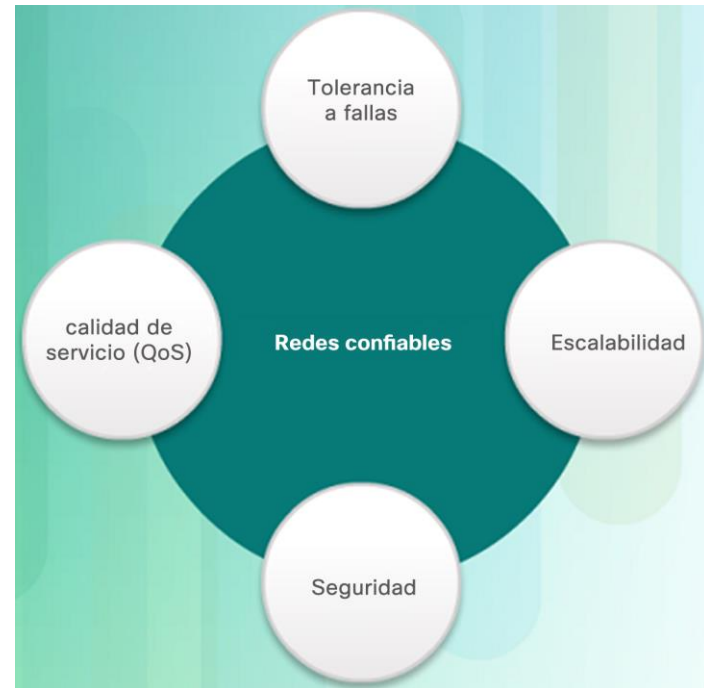 Tolerancia
a fallas
calidad de
servicio (QoS)
Redes confiables
Escalabilidad
Seguridad